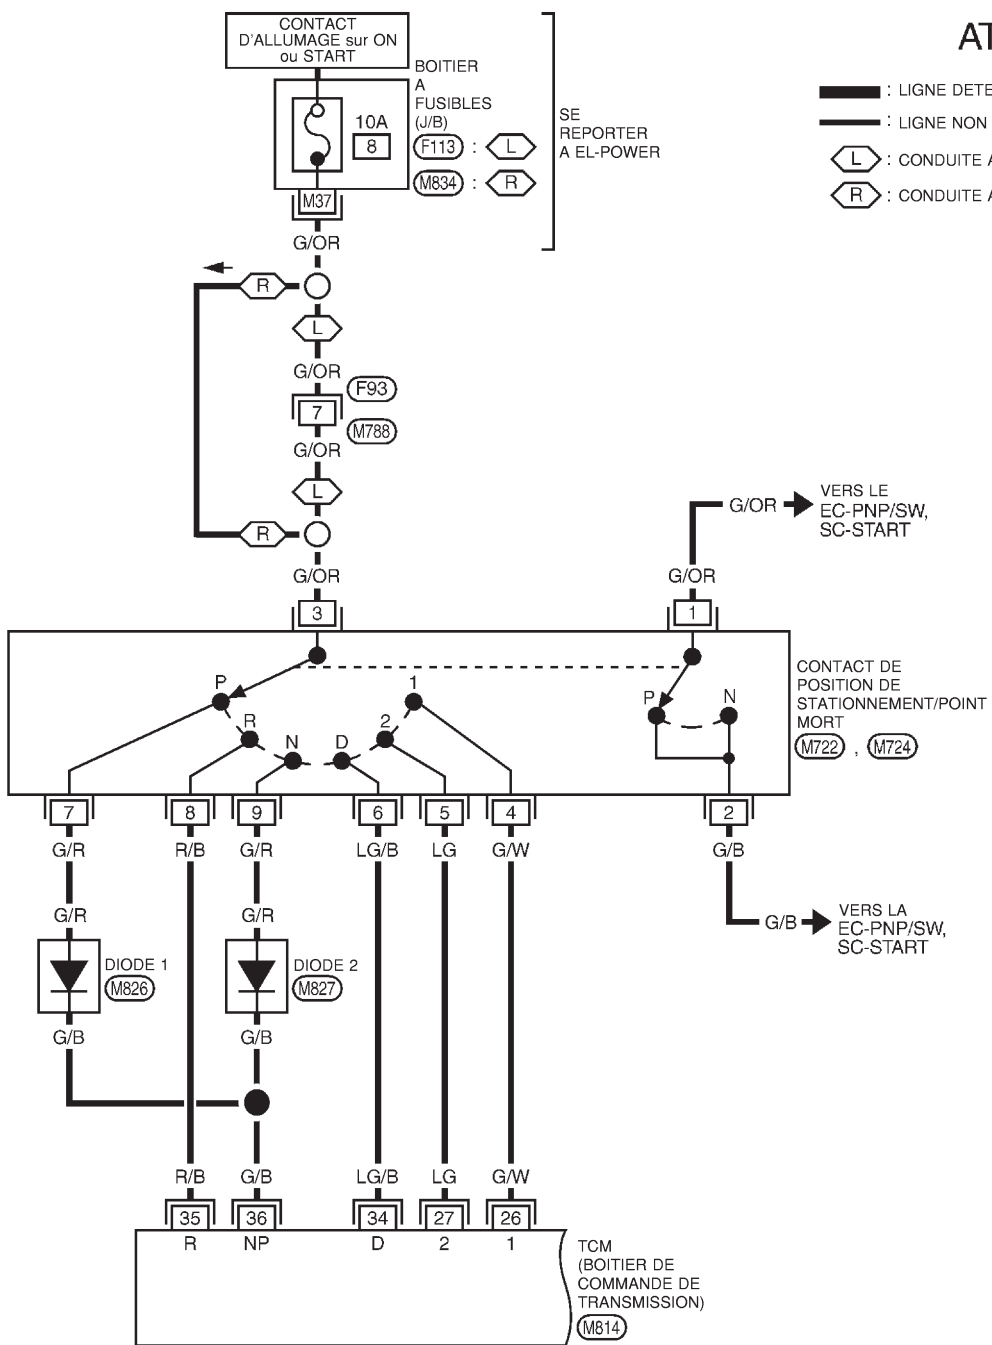 CONTACT
D'ALLUMAGE sur ON
ou START
AT
BOITIER
A
FUSIBLES
(J/B)
10A
8
F113 : L
M834 : R
SE
REPORTER
A EL-POWER
: LIGNE DETE
: LIGNE NON
L : CONDUITE A
R : CONDUITE A
M37
G/OR
R
L
G/OR
F93
7
M788
G/OR
L
R
G/OR
G/OR
VERS LE
EC-PNP/SW,
SC-START
G/OR
3
1
P
R
N
D
2
1
P
N
CONTACT DE
POSITION DE
STATIONNEMENT/POINT
MORT
M722 , M724
7
8
9
6
5
4
2
G/R
R/B
G/R
LG/B
LG
G/W
G/B
G/R
G/R
G/B
VERS LA
EC-PNP/SW,
SC-START
DIODE 1
M826
DIODE 2
M827
G/B
G/B
R/B
G/B
LG/B
LG
G/W
35
36
34
27
26
R
NP
D
2
1
TCM
(BOITIER DE
COMMANDE DE
TRANSMISSION)
M814